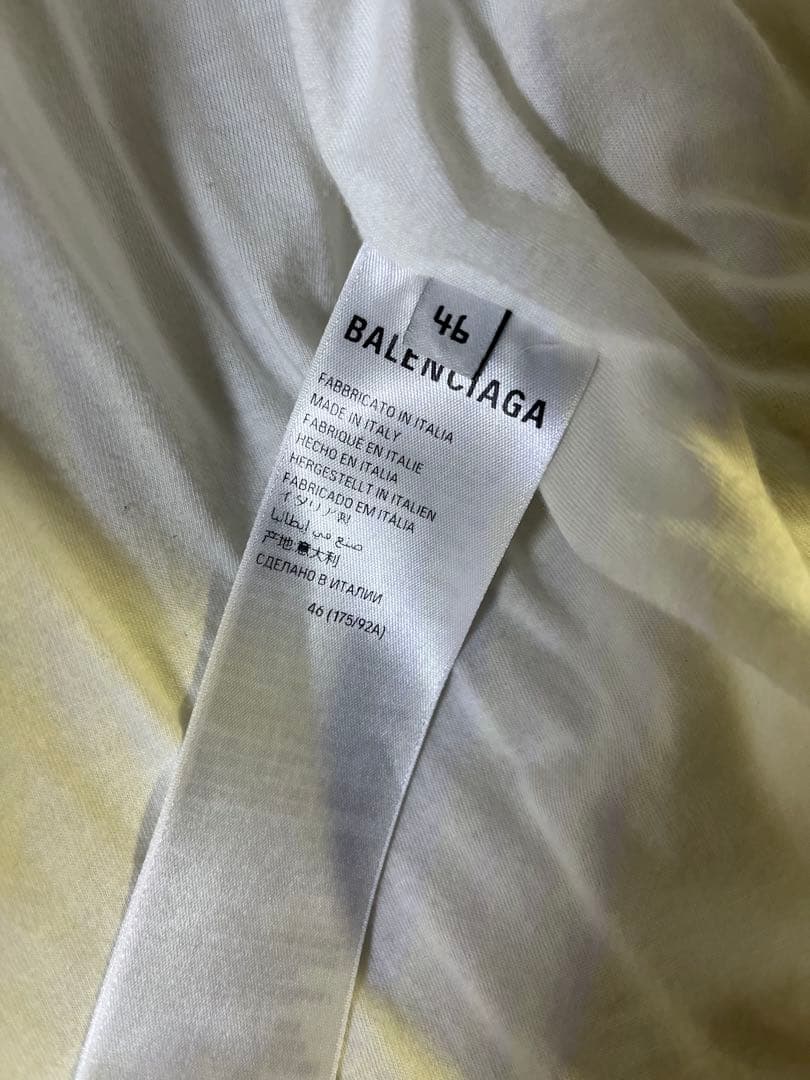 46
BALENCIAGA
FABBRICATO IN ITALIA
MADE IN ITALY
FABRIQUÉ EN ITALIE
HECHO EN ITALIA
HERGESTELLT IN ITALIEN
FABRICADO EM ITÁLIA
イタリア製
صنع في إيطاليا
产地:意大利
СДЕЛАНО В ИТАЛИИ
46 (175/92A)